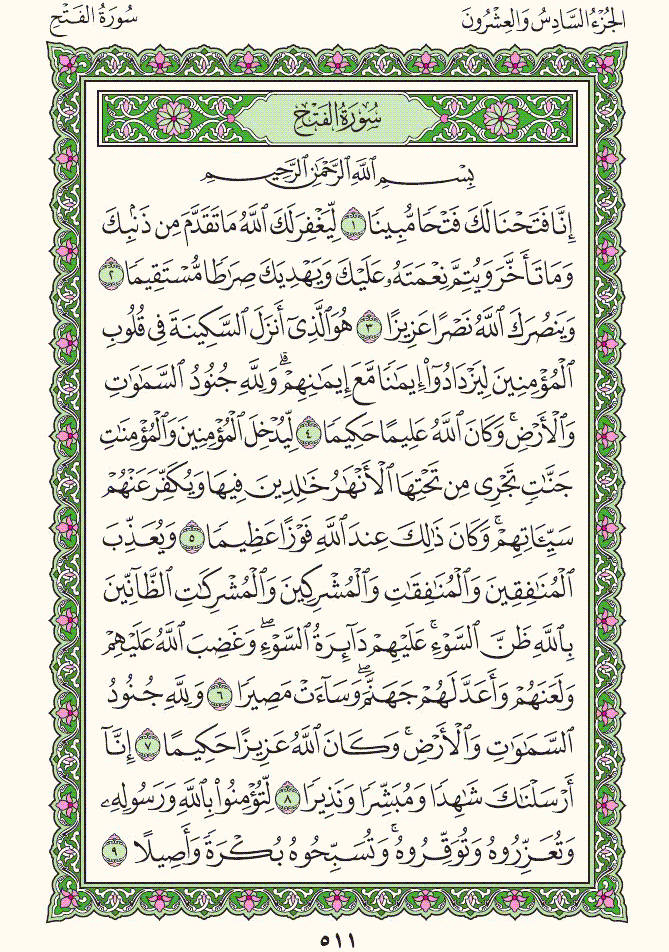 الجُزْءُ السَّادِسُ وَالعِشْرُونَ
سُورَةُ الفَتْحِ
سُورَةُ الفَتْحِ
بِسْمِ ٱللَّهِ ٱلرَّحْمَٰنِ ٱلرَّحِيمِ
إِنَّا فَتَحْنَا لَكَ فَتْحًا مُّبِينًا ١ لِّيَغْفِرَ لَكَ ٱللَّهُ مَا تَقَدَّمَ مِن ذَنۢبِكَ
وَمَا تَأَخَّرَ وَيُتِمَّ نِعْمَتَهُۥ عَلَيْكَ وَيَهْدِيَكَ صِرَٰطًا مُّسْتَقِيمًا ٢
وَيَنصُرَكَ ٱللَّهُ نَصْرًا عَزِيزًا ٣ هُوَ ٱلَّذِىٓ أَنزَلَ ٱلسَّكِينَةَ فِى قُلُوبِ
ٱلْمُؤْمِنِينَ لِيَزْدَادُوٓا۟ إِيمَٰنًا مَّعَ إِيمَٰنِهِمْ ۗ وَلِلَّهِ جُنُودُ ٱلسَّمَٰوَٰتِ
وَٱلْأَرْضِ ۚ وَكَانَ ٱللَّهُ عَلِيمًا حَكِيمًا ٤ لِّيُدْخِلَ ٱلْمُؤْمِنِينَ وَٱلْمُؤْمِنَٰتِ
جَنَّٰتٍ تَجْرِى مِن تَحْتِهَا ٱلْأَنْهَٰرُ خَٰلِدِينَ فِيهَا وَيُكَفِّرَ عَنْهُمْ
سَيِّـَٔاتِهِمْ ۚ وَكَانَ ذَٰلِكَ عِندَ ٱللَّهِ فَوْزًا عَظِيمًا ٥ وَيُعَذِّبَ
ٱلْمُنَٰفِقِينَ وَٱلْمُنَٰفِقَٰتِ وَٱلْمُشْرِكِينَ وَٱلْمُشْرِكَٰتِ ٱلظَّآنِّينَ
بِٱللَّهِ ظَنَّ ٱلسَّوْءِ ۚ عَلَيْهِمْ دَآئِرَةُ ٱلسَّوْءِ ۖ وَغَضِبَ ٱللَّهُ عَلَيْهِمْ
وَلَعَنَهُمْ وَأَعَدَّ لَهُمْ جَهَنَّمَ ۖ وَسَآءَتْ مَصِيرًا ٦ وَلِلَّهِ جُنُودُ
ٱلسَّمَٰوَٰتِ وَٱلْأَرْضِ ۚ وَكَانَ ٱللَّهُ عَزِيزًا حَكِيمًا ٧ إِنَّآ
أَرْسَلْنَٰكَ شَٰهِدًا وَمُبَشِّرًا وَنَذِيرًا ٨ لِّتُؤْمِنُوا۟ بِٱللَّهِ وَرَسُولِهِۦ
وَتُعَزِّرُوهُ وَتُوَقِّرُوهُ ۚ وَتُسَبِّحُوهُ بُكْرَةً وَأَصِيلًا ٩
٥١١